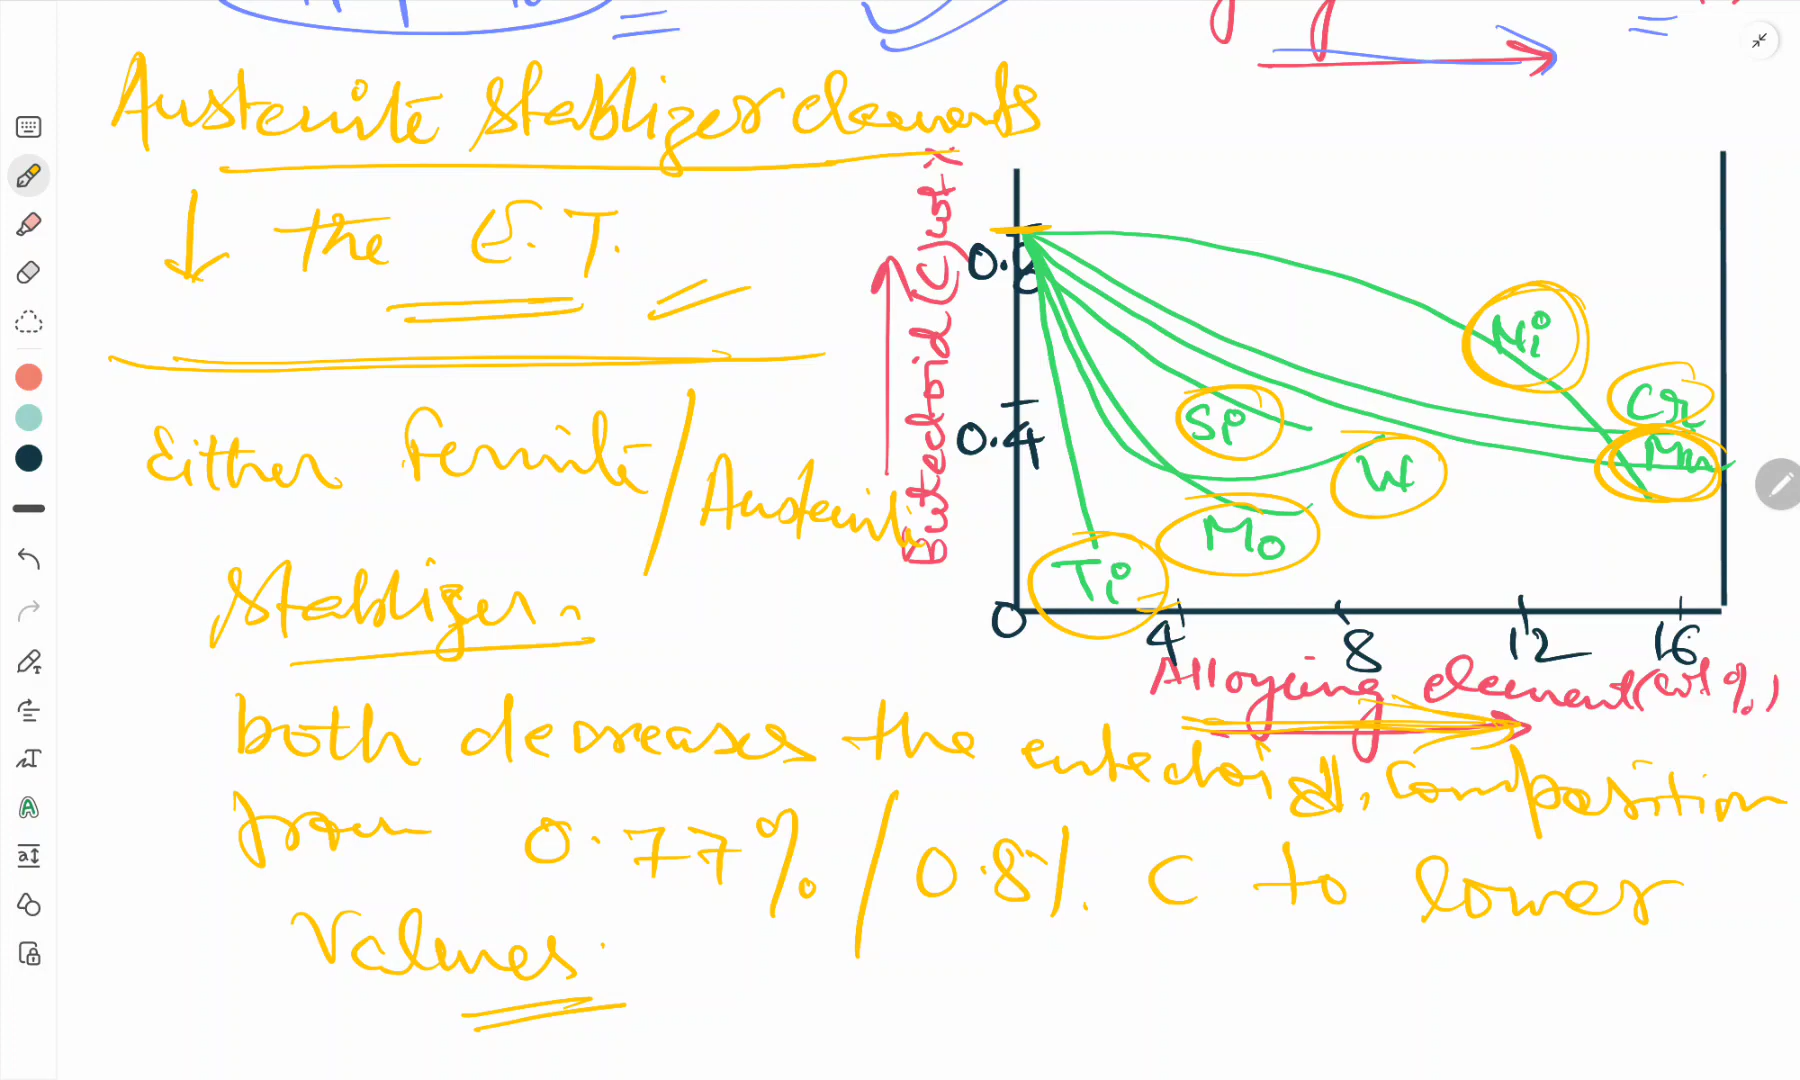 Austenite Stablizer elements
↓ the E.T.
Either Ferrite / Austenite
Stablizer.
both decreases the eutectoid, Composition
from 0.77% / 0.8% C to lower
Values.
Eutectoid (C) wt%
0.8
0.4
0
4 8 12 16
Alloying element (wt%)
Ni
Cr
Mn
Si
W
Mo
Ti